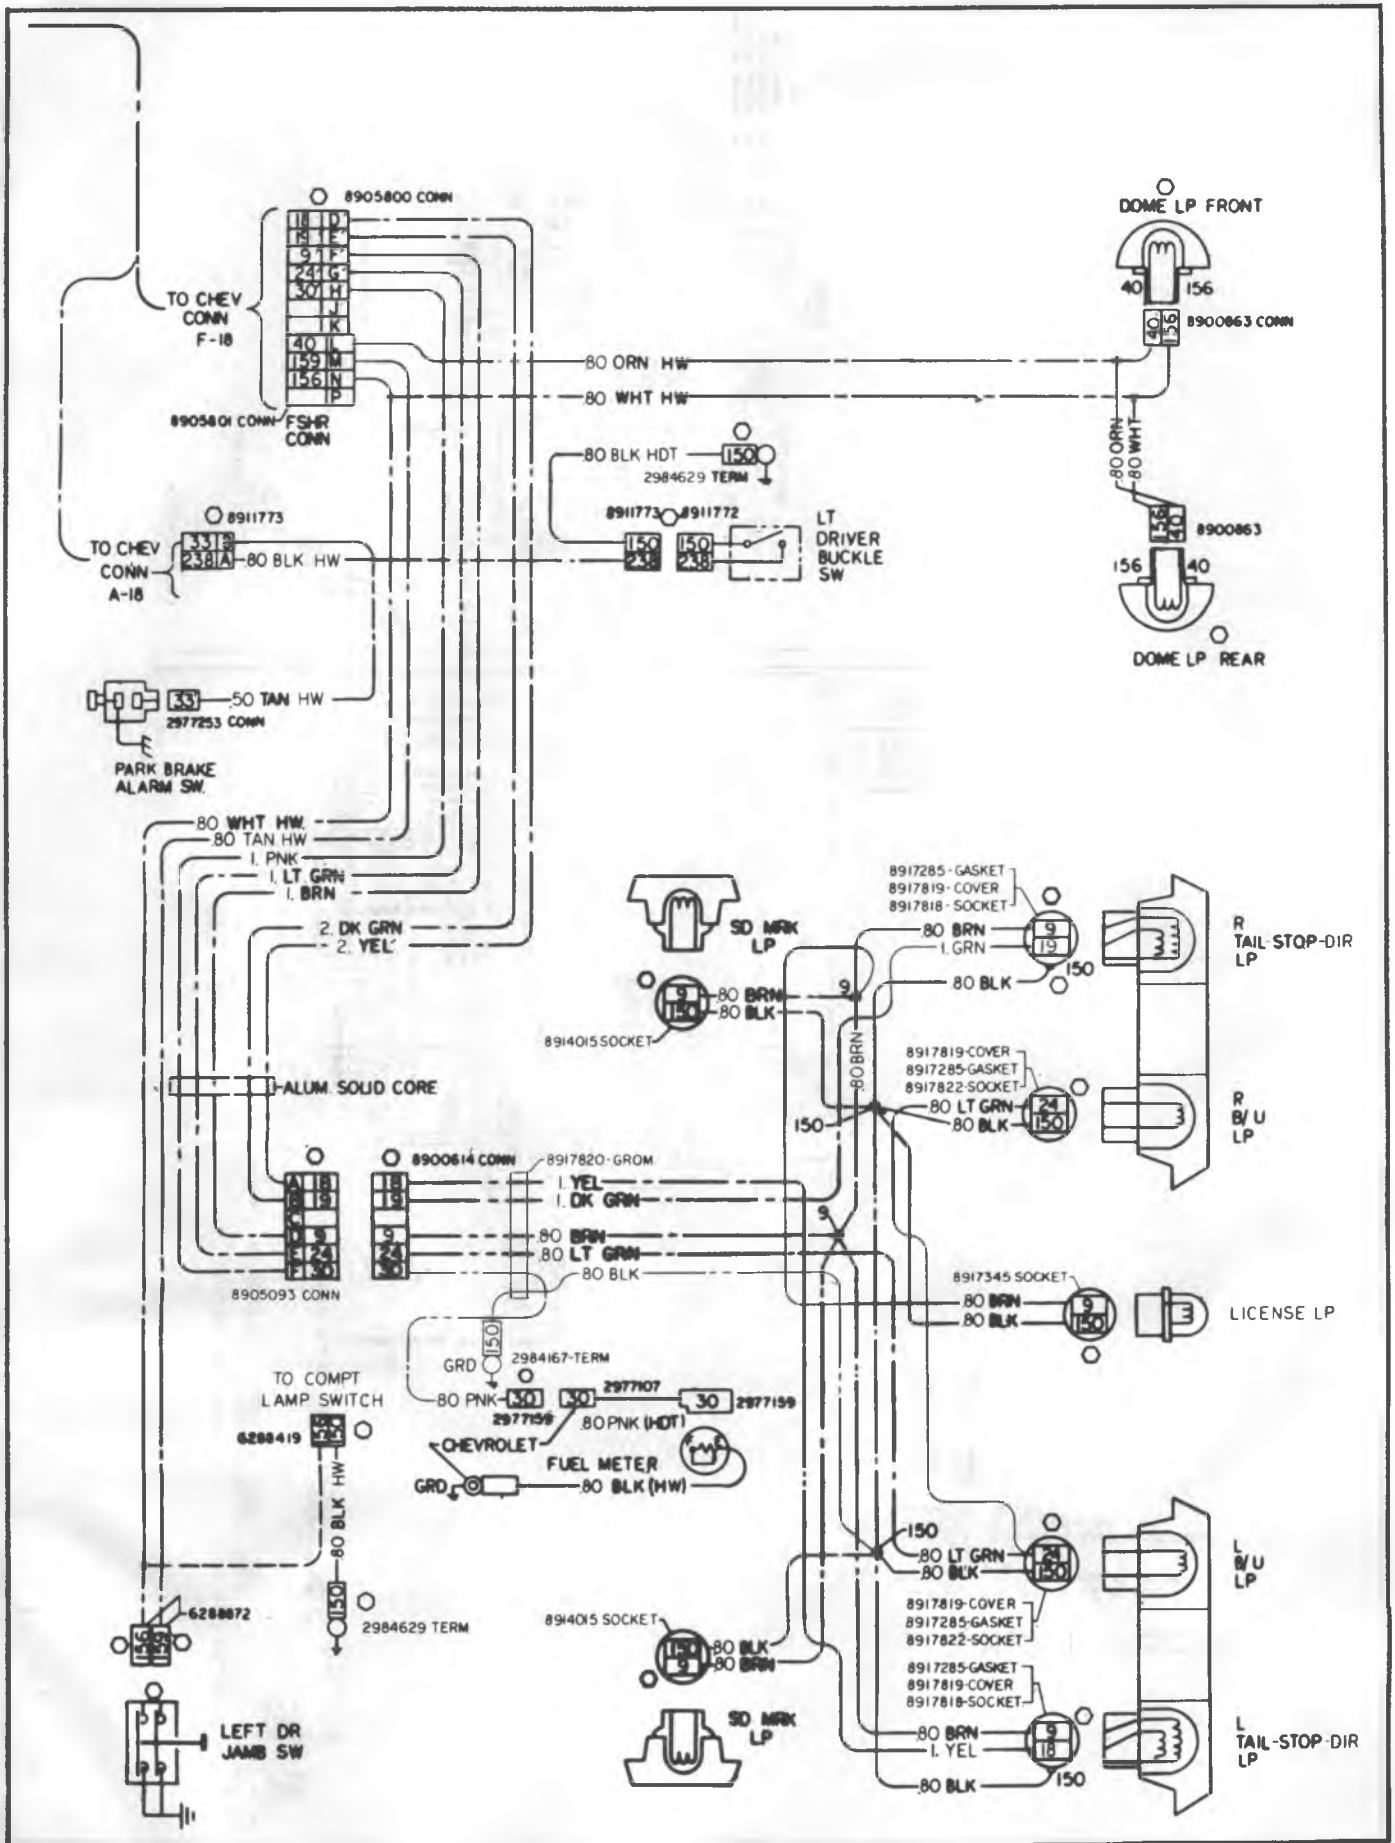 8905800 CONN
18 D
19 E
9 F
24 G
30 H
J
K
40 L
159 M
156 N
P
TO CHEV
CONN
F-18
8905801 CONN
FSHR
CONN
.80 ORN HW
.80 WHT HW
DOME LP FRONT
40 156
40 156
8900863 CONN
.80 ORN
.80 WHT
156 40
8900863
156 40
DOME LP REAR
.80 BLK HDT
150
2984629 TERM
8911773
8911772
150
238
150
238
LT
DRIVER
BUCKLE
SW
8911773
33
238 A
TO CHEV
CONN
A-18
.80 BLK HW
33
.50 TAN HW
2977253 CONN
PARK BRAKE
ALARM SW.
.80 WHT HW.
.80 TAN HW
1. PNK
1. LT GRN
1. BRN
2. DK GRN
2. YEL
ALUM. SOLID CORE
SD MRK
LP
9
150
.80 BRN
.80 BLK
8914015 SOCKET
9
.80 BRN
150
8917285-GASKET
8917819-COVER
8917818-SOCKET
.80 BRN
1. GRN
.80 BLK
9
19
150
R
TAIL-STOP-DIR
LP
8917819-COVER
8917285-GASKET
8917822-SOCKET
.80 LT GRN
.80 BLK
24
150
R
B/U
LP
A 18
B 19
C
D 9
E 24
F 30
8905093 CONN
18
19
9
24
30
8900614 CONN
8917820-GROM
1. YEL
1. DK GRN
.80 BRN
.80 LT GRN
.80 BLK
9
8917345 SOCKET
.80 BRN
.80 BLK
9
150
LICENSE LP
150
GRD
2984167-TERM
.80 PNK
30
2977159
30
2977107
.80 PNK (HDT)
30
2977159
CHEVROLET
FUEL METER
GRD
.80 BLK (HW)
TO COMPT
LAMP SWITCH
6288419
.80 BLK HW
150
2984629 TERM
6288872
156
159
LEFT DR
JAMB SW
8914015 SOCKET
150
9
.80 BLK
.80 BRN
SD MRK
LP
150
.80 LT GRN
.80 BLK
24
150
L
B/U
LP
8917819-COVER
8917285-GASKET
8917822-SOCKET
8917285-GASKET
8917819-COVER
8917818-SOCKET
.80 BRN
1. YEL
.80 BLK
9
18
150
L
TAIL-STOP-DIR
LP